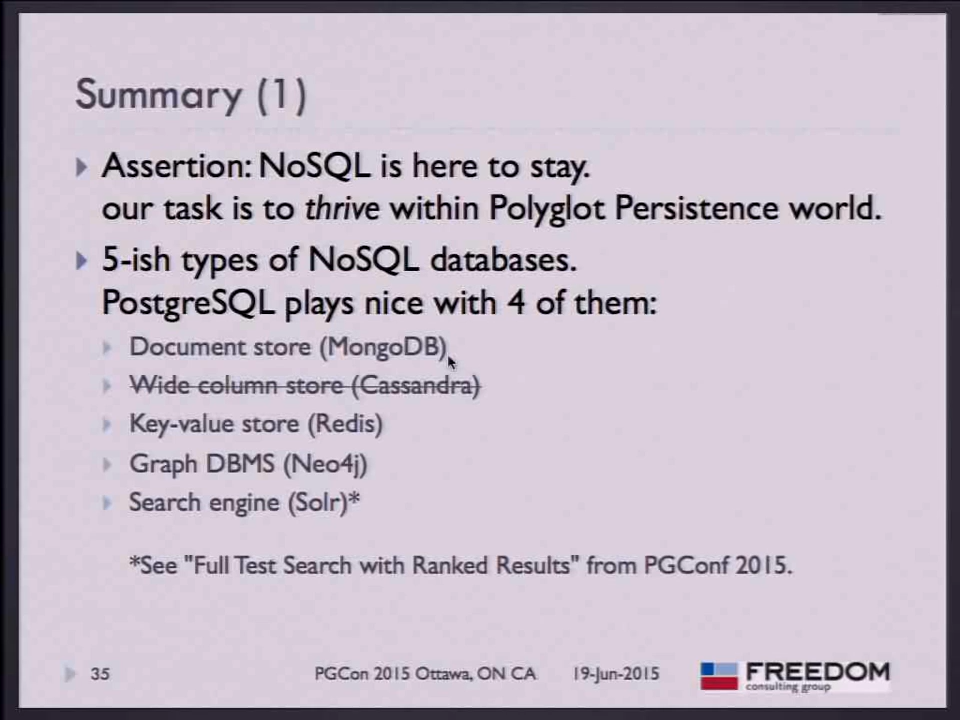 Summary (1)
Assertion: NoSQL is here to stay.
our task is to thrive within Polyglot Persistence world.
5-ish types of NoSQL databases.
PostgreSQL plays nice with 4 of them:
Document store (MongoDB)
Wide column store (Cassandra)
Key-value store (Redis)
Graph DBMS (Neo4j)
Search engine (Solr)*
*See "Full Test Search with Ranked Results" from PGConf 2015.
35
PGCon 2015 Ottawa, ON CA 19-Jun-2015
FREEDOM
consulting group